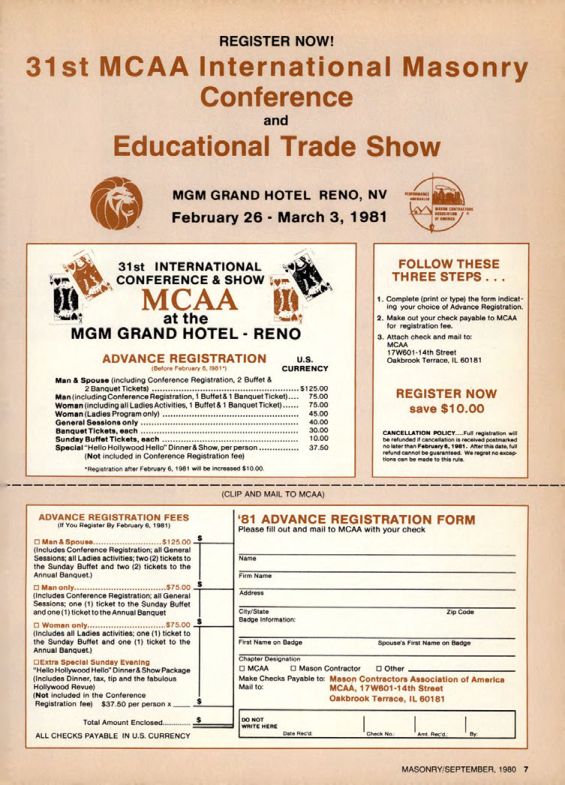 REGISTER NOW!
31st MCAA International Masonry
Conference
and
Educational Trade Show
MGM GRAND HOTEL RENO, NV
February 26 - March 3, 1981
PERFORMANCE
MASON CONTRACTORS
ASSOCIATION
OF AMERICA
31st INTERNATIONAL
CONFERENCE & SHOW
MCAA
at the
MGM GRAND HOTEL - RENO
ADVANCE REGISTRATION
(Before February 6, 1981*)
U.S.
CURRENCY
Man & Spouse (including Conference Registration, 2 Buffet &
2 Banquet Tickets) ........ $125.00
Man (including Conference Registration, 1 Buffet & 1 Banquet Ticket).... 75.00
Woman (including all Ladies Activities, 1 Buffet & 1 Banquet Ticket)..... 75.00
Woman (Ladies Program only) ........ 45.00
General Sessions only ........ 40.00
Banquet Tickets, each ........ 30.00
Sunday Buffet Tickets, each ........ 10.00
Special "Hello Hollywood Hello" Dinner & Show, per person ............ 37.50
(Not included in Conference Registration fee)
*Registration after February 6, 1981 will be increased $10.00.
FOLLOW THESE
THREE STEPS . . .
1. Complete (print or type) the form indicat-
ing your choice of Advance Registration.
2. Make out your check payable to MCAA
for registration fee.
3. Attach check and mail to:
MCAA
17W601-14th Street
Oakbrook Terrace, IL 60181
REGISTER NOW
save $10.00
CANCELLATION POLICY....Full registration will
be refunded if cancellation is received postmarked
no later than February 6, 1981. After this date, full
refund cannot be guaranteed. We regret no excep-
tions can be made to this rule.
(CLIP AND MAIL TO MCAA)
ADVANCE REGISTRATION FEES
(If You Register By February 6, 1981)
☐ Man & Spouse........................$125.00 $
(Includes Conference Registration; all General
Sessions; all Ladies activities; two (2) tickets to
the Sunday Buffet and two (2) tickets to the
Annual Banquet.)
☐ Man only..............................$75.00 $
(Includes Conference Registration; all General
Sessions; one (1) ticket to the Sunday Buffet
and one (1) ticket to the Annual Banquet
☐ Woman only..........................$75.00 $
(Includes all Ladies activities; one (1) ticket to
the Sunday Buffet and one (1) ticket to the
Annual Banquet.)
☐ Extra Special Sunday Evening
"Hello Hollywood Hello" Dinner & Show Package
(Includes Dinner, tax, tip and the fabulous
Hollywood Revue)
(Not included in the Conference
Registration fee) $37.50 per person x ____ $
Total Amount Enclosed............ $
ALL CHECKS PAYABLE IN U.S. CURRENCY
'81 ADVANCE REGISTRATION FORM
Please fill out and mail to MCAA with your check
Name
Firm Name
Address
City/State Zip Code
Badge Information:
First Name on Badge Spouse's First Name on Badge
Chapter Designation
☐ MCAA ☐ Mason Contractor ☐ Other
Make Checks Payable to: Mason Contractors Association of America
Mail to: MCAA, 17W601-14th Street
Oakbrook Terrace, IL 60181
DO NOT
WRITE HERE
Date Rec'd: Check No.: Amt. Rec'd.: By:
MASONRY/SEPTEMBER, 1980 7